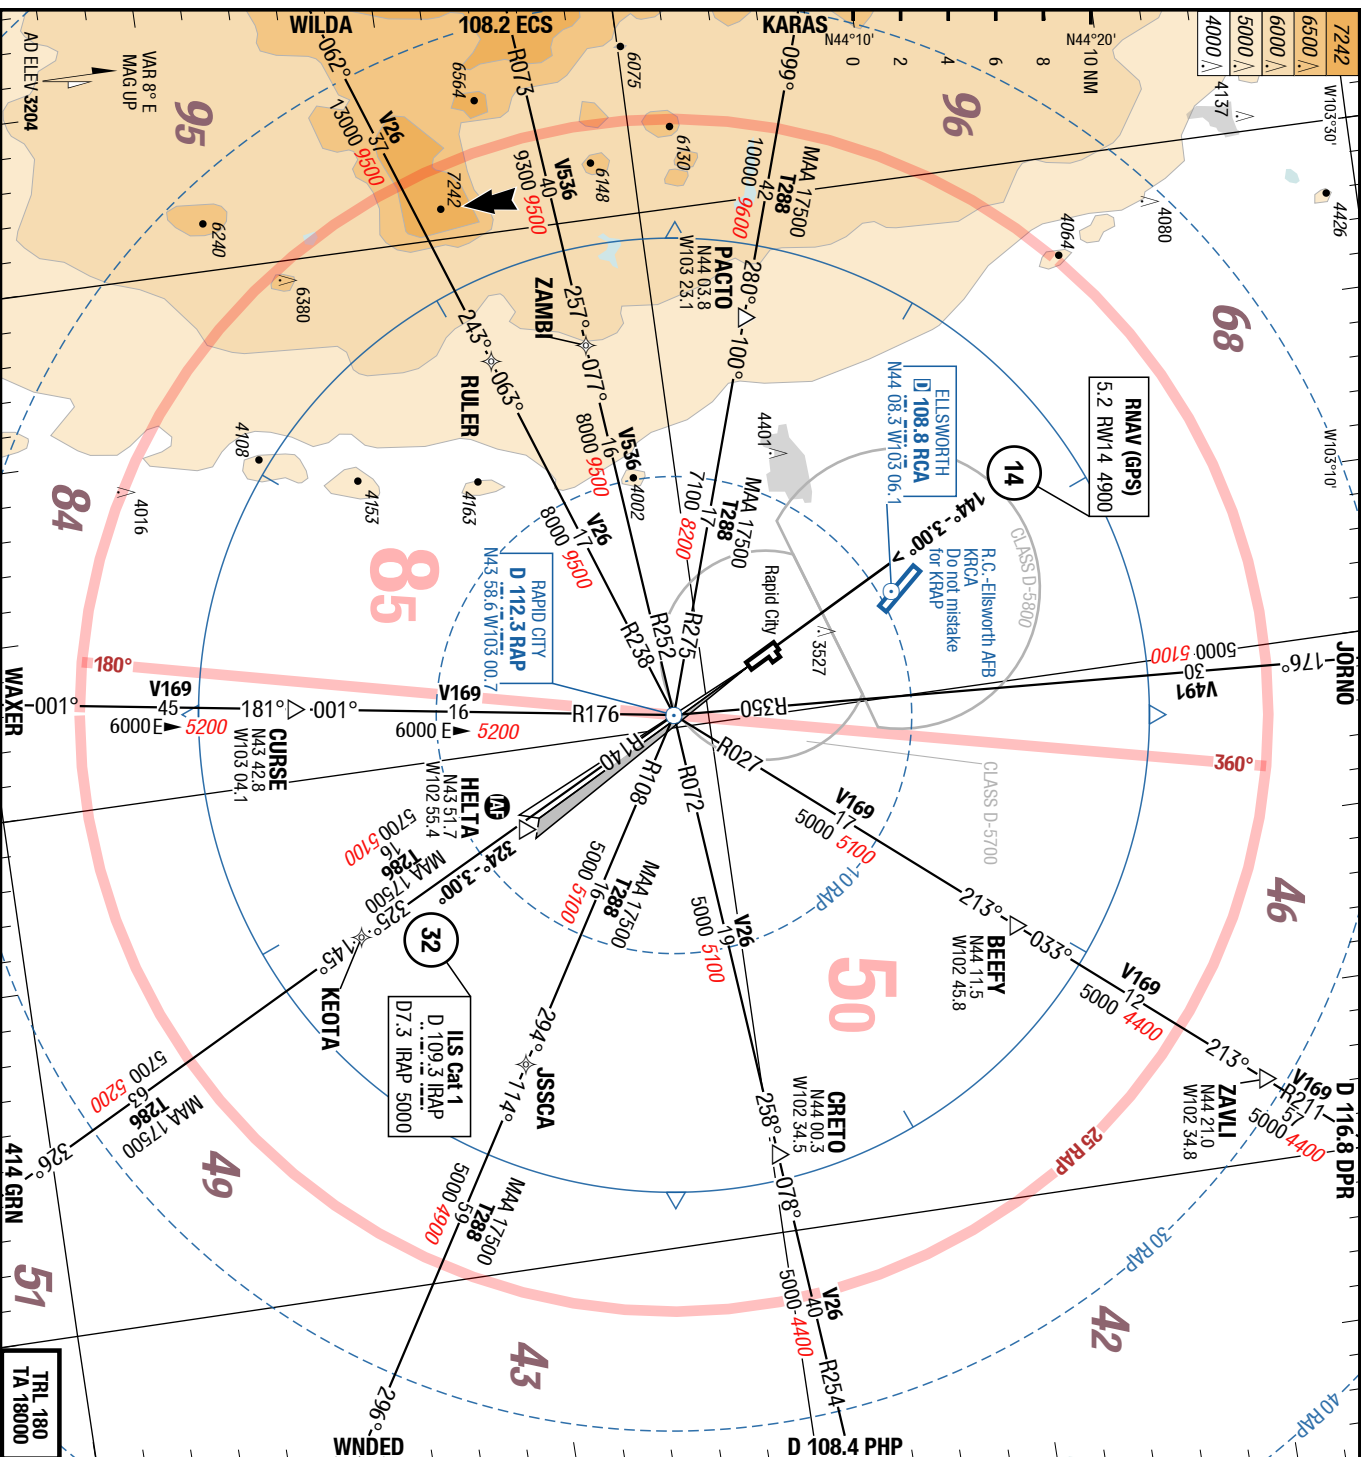 WILDA
108.2 ECS
KARAS
N44°10'
N44°20'
0
2
4
6
8
10 NM
7242
6500
6000
5000
4000
W103°30'
W103°10'
4137
4426
4080
4064
AD ELEV 3204
VAR 8° E
MAG UP
95
96
68
84
46
42
43
49
51
85
50
6564
6075
6130
6148
7242
6240
6380
4108
4153
4163
4016
4002
4401
3527
062°
V26
37
13000 9500
243°
RULER
063°
V26
17
8000 9500
R238
R073
V536
40
9300 9500
257°
ZAMBI
077°
V536
16
8000 9500
R252
099°
MAA 17500
T288
42
10000 9600
280°
PACTO
N44 03.8
W103 23.1
100°
MAA 17500
T288
17
7100 8200
R275
ELLSWORTH
D 108.8 RCA
N44 08.3 W103 06.1
RNAV (GPS)
5.2 RW14 4900
14
144°-3.00°
CLASS D-5800
R.C.-Ellsworth AFB
KRCA
Do not mistake
for KRAP
Rapid City
RAPID CITY
D 112.3 RAP
N43 58.6 W103 00.7
JORNO
176°
V491
30
5000
5100
R350
180°
360°
WAXER
001°
V169
45
6000 E 5200
181°
001°
CURSE
N43 42.8
W103 04.1
V169
16
6000 E 5200
R176
R027
V169
17
5000 5100
213°
BEEFY
N44 11.5
W102 45.8
033°
V169
12
5000 4400
213°
ZAVLI
N44 21.0
W102 34.8
V169
R211
57
5000 4400
D 116.8 DPR
CLASS D-5700
10 RAP
25 RAP
30 RAP
40 RAP
R072
V26
19
5000 5100
258°
CRETO
N44 00.3
W102 34.5
078°
V26
40
5000 4400
R254
D 108.4 PHP
R108
MAA 17500
T288
16
5000 5100
294°
JSSCA
114°
MAA 17500
T288
59
5000 4900
296°
WNDED
R140
IAF
HELTA
N43 51.7
W102 55.4
324°-3.00°
MAA 17500
T286
16
5700 5100
325°
KEOTA
145°
32
ILS Cat 1
D 109.3 IRAP
D7.3 IRAP 5000
5700 5200
63
T286
MAA 17500
326°
414 GRN
TRL 180
TA 18000